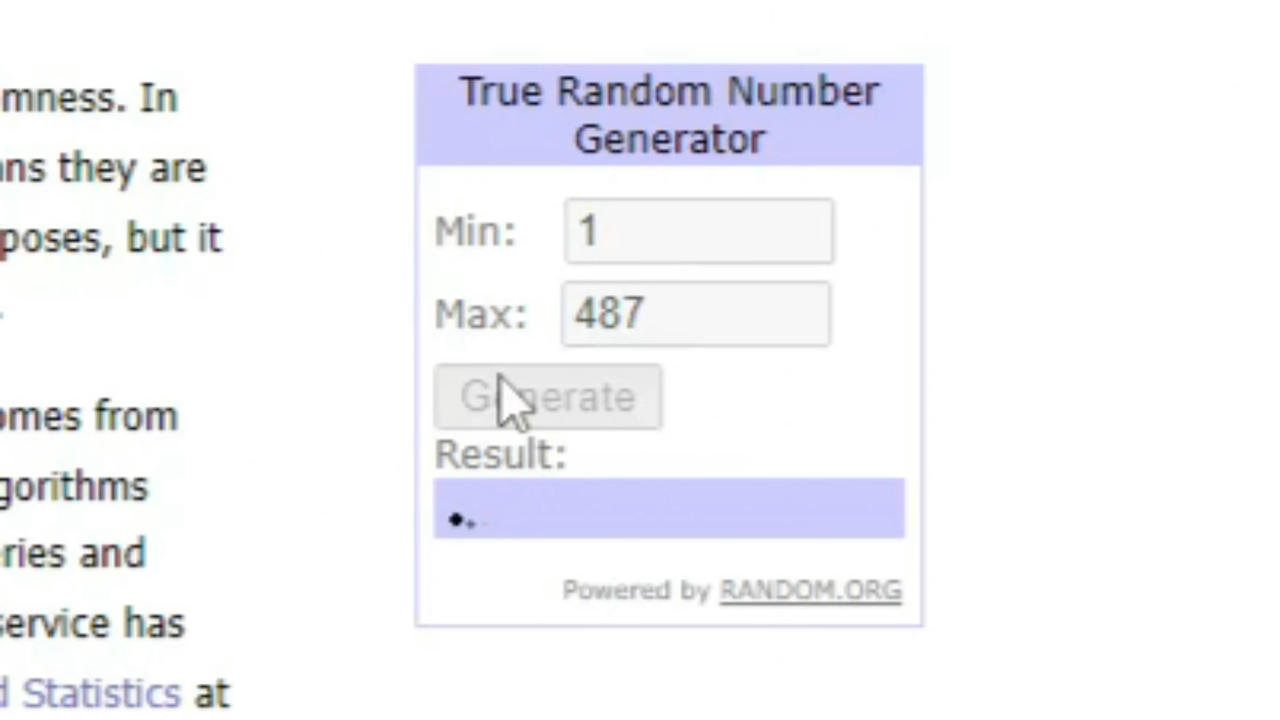 mness. In
ns they are
poses, but it
omes from
gorithms
ries and
service has
d Statistics at
True Random Number
Generator
Min: 1
Max: 487
Generate
Result:
Powered by RANDOM.ORG